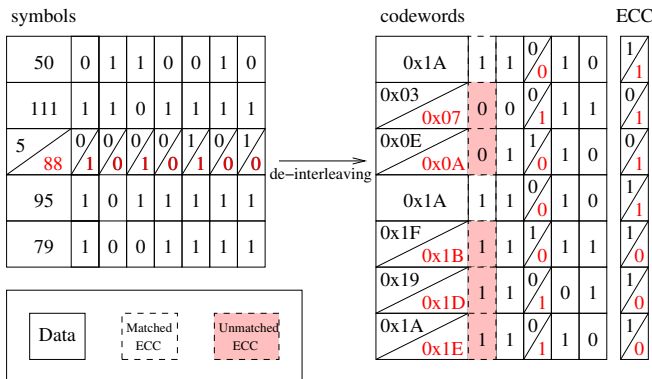 symbols
50 0 1 1 0 0 1 0
111 1 1 0 1 1 1 1
5 0 0 0 0 1 0 1
88 1 0 1 0 1 0 0
95 1 0 1 1 1 1 1
79 1 0 0 1 1 1 1
de-interleaving
codewords ECC
0x1A 1 1 0 0 1 0 1 1
0x03 0x07 0 0 0 1 1 1 0 1
0x0E 0x0A 0 1 1 0 1 0 0 1
0x1A 1 1 0 0 1 0 1 1
0x1F 0x1B 1 1 1 0 1 1 1 0
0x19 0x1D 1 1 0 1 0 1 1 0
0x1A 0x1E 1 1 0 1 1 0 1 0
Data
Matched
ECC
Unmatched
ECC